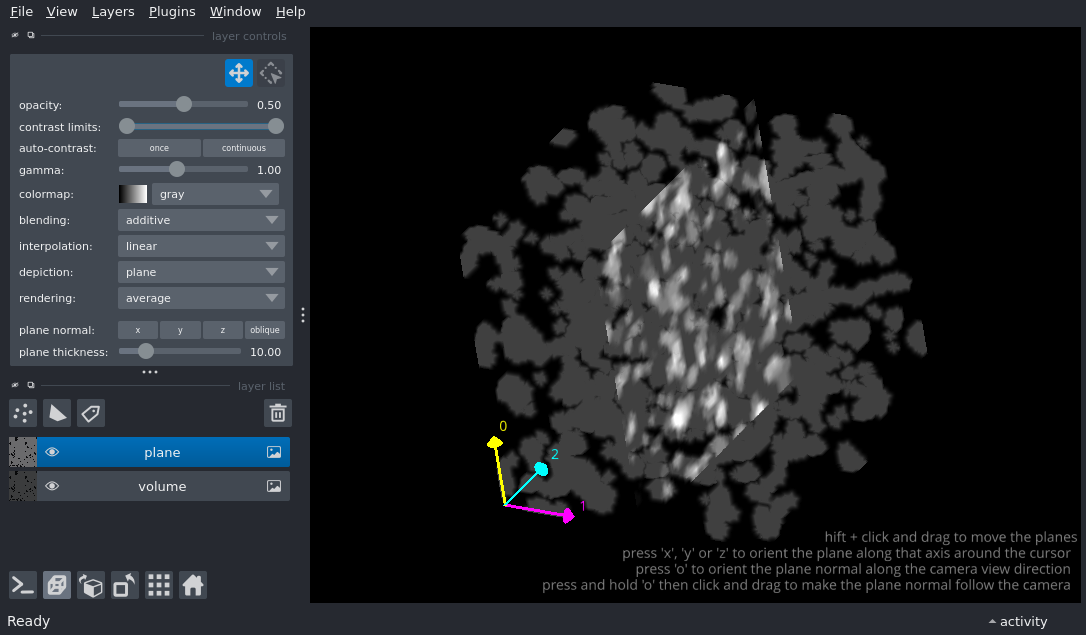 File View Layers Plugins Window Help
layer controls
opacity: 0.50
contrast limits:
auto-contrast: once continuous
gamma: 1.00
colormap: gray
blending: additive
interpolation: linear
depiction: plane
rendering: average
plane normal: x y z oblique
plane thickness: 10.00
layer list
plane
volume
0
2
1
hift + click and drag to move the planes
press 'x', 'y' or 'z' to orient the plane along that axis around the cursor
press 'o' to orient the plane normal along the camera view direction
press and hold 'o' then click and drag to make the plane normal follow the camera
Ready
activity